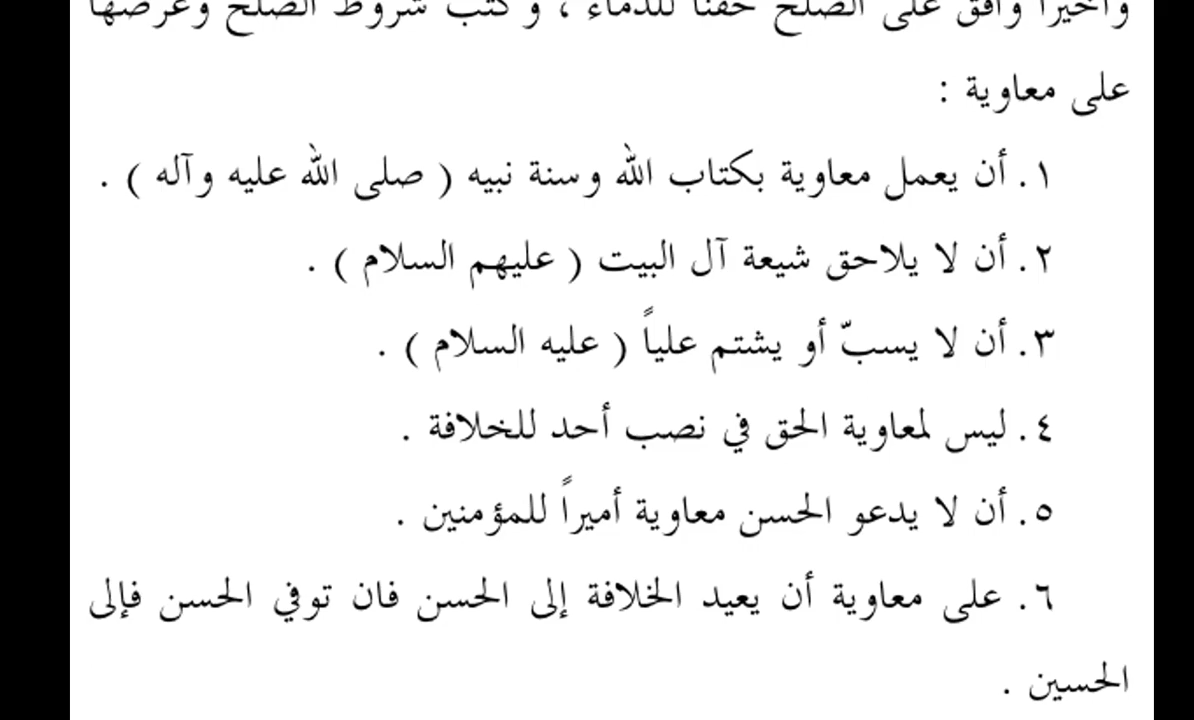 وأخيراً وافق على الصلح حقناً للدماء ، وكتب شروط الصلح وعرضها
على معاوية :
١. أن يعمل معاوية بكتاب الله وسنة نبيه ( صلى الله عليه وآله ) .
٢. أن لا يلاحق شيعة آل البيت ( عليهم السلام ) .
٣. أن لا يسبّ أو يشتم علياً ( عليه السلام ) .
٤. ليس لمعاوية الحق في نصب أحد للخلافة .
٥. أن لا يدعو الحسن معاوية أميراً للمؤمنين .
٦. على معاوية أن يعيد الخلافة إلى الحسن فان توفي الحسن فإلى
الحسين .